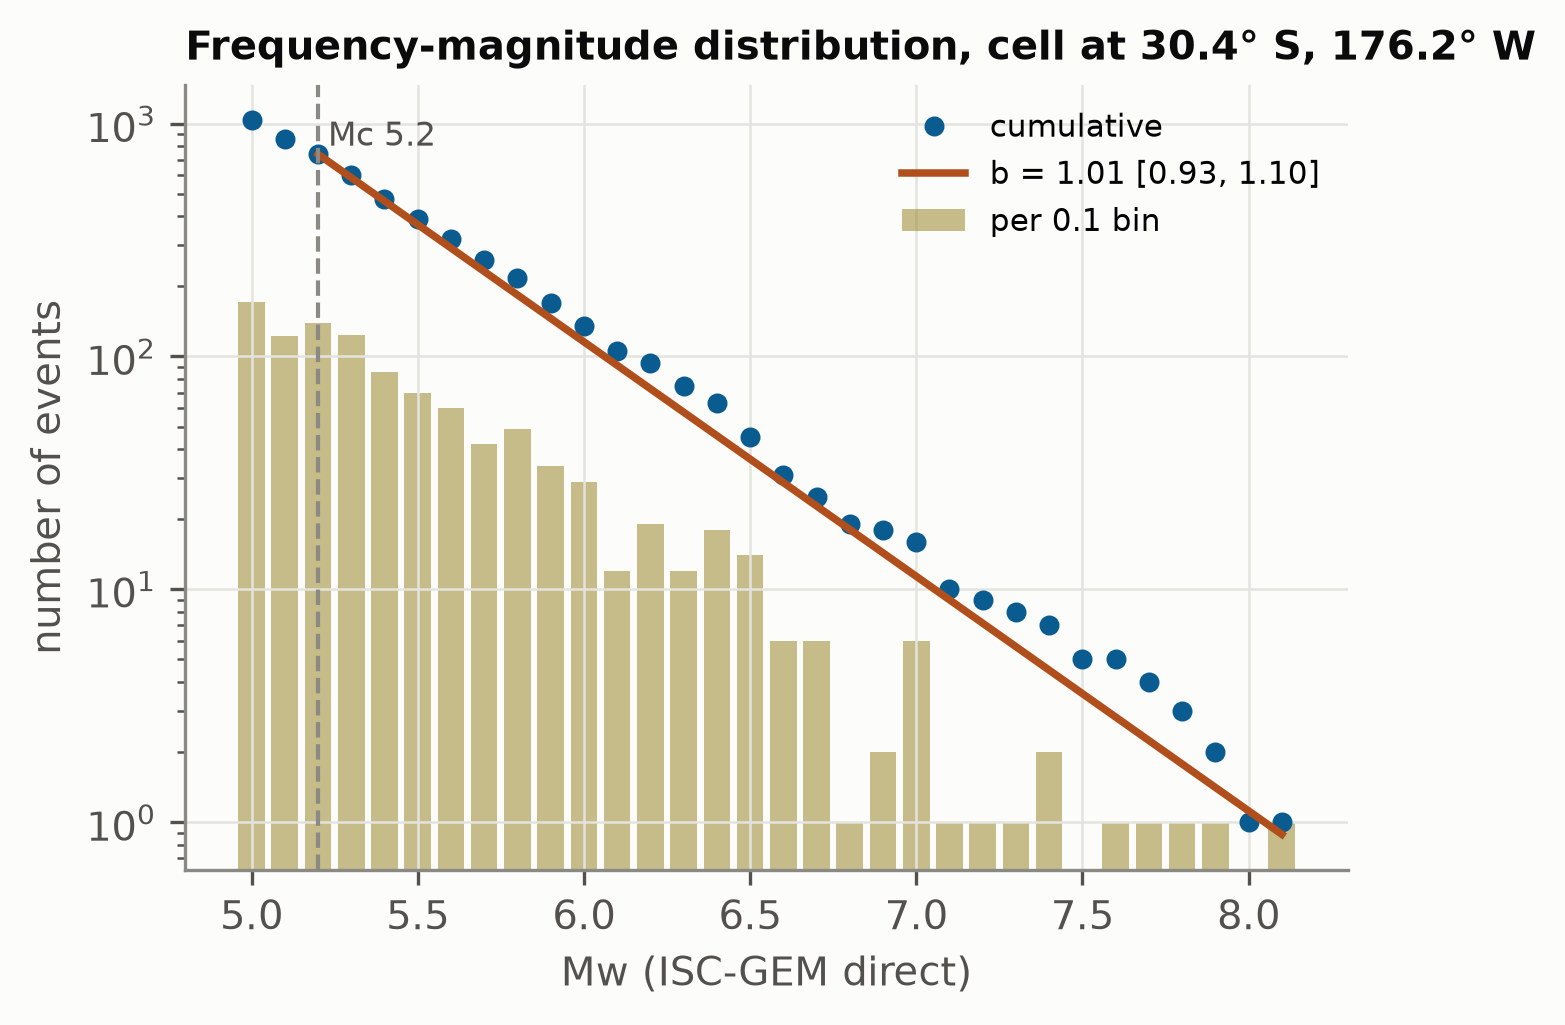 Frequency-magnitude distribution, cell at 30.4° S, 176.2° W
cumulative
b = 1.01 [0.93, 1.10]
per 0.1 bin
Mc 5.2
number of events
10³
10²
10¹
10⁰
5.0 5.5 6.0 6.5 7.0 7.5 8.0
Mw (ISC-GEM direct)